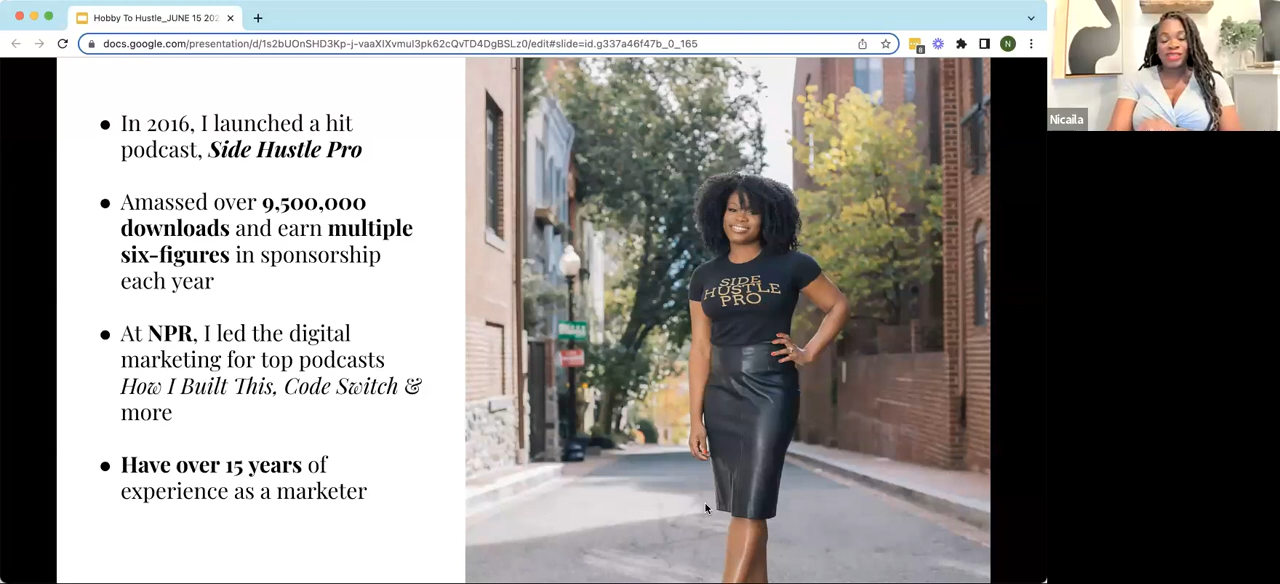 Hobby To Hustle_JUNE 15 202
docs.google.com/presentation/d/1s2bUOnSHD3Kp-j-vaaXIXvmuI3pk62cQvTD4DgBSLz0/edit#slide=id.g337a46f47b_0_165
8
N
Nicaila
● In 2016, I launched a hit
podcast, Side Hustle Pro
● Amassed over 9,500,000
downloads and earn multiple
six-figures in sponsorship
each year
● At NPR, I led the digital
marketing for top podcasts
How I Built This, Code Switch &
more
● Have over 15 years of
experience as a marketer
SIDE
HUSTLE
PRO